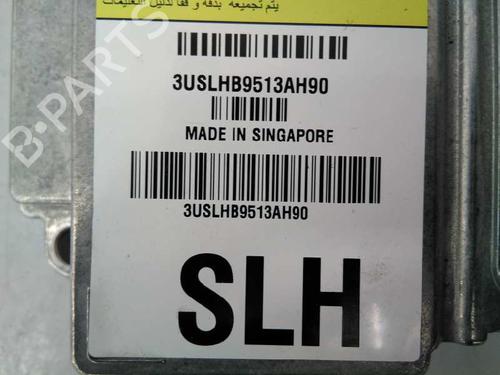 يتم تجميعه بدقة و فقا لدليل التعليمات
3USLHB9513AH90
MADE IN SINGAPORE
3USLHB9513AH90
SLH
B-PARTS